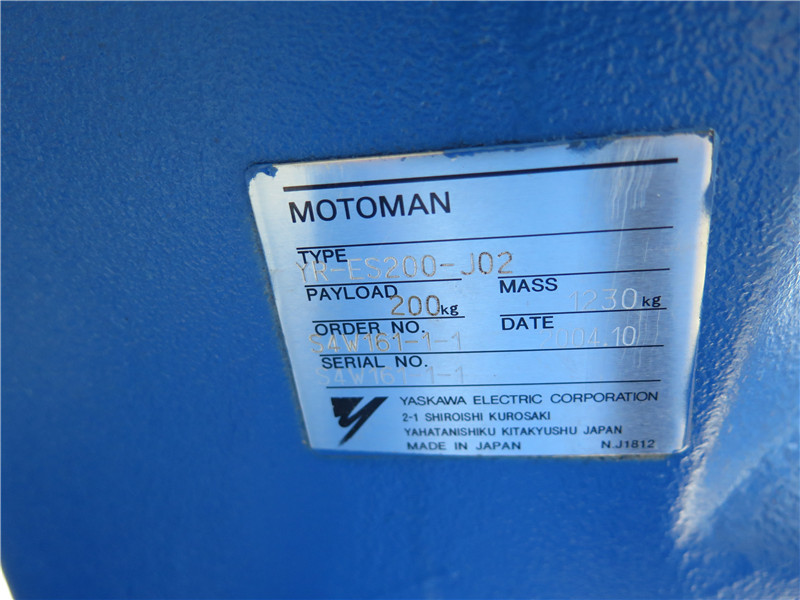 MOTOMAN
TYPE
YR-ES200-J02
PAYLOAD 200kg MASS 1230kg
ORDER NO. S4W161-1-1 DATE 2004.10
SERIAL NO.
S4W161-1-1
YASKAWA ELECTRIC CORPORATION
2-1 SHIROISHI KUROSAKI
YAHATANISHIKU KITAKYUSHU JAPAN
MADE IN JAPAN N.J1812